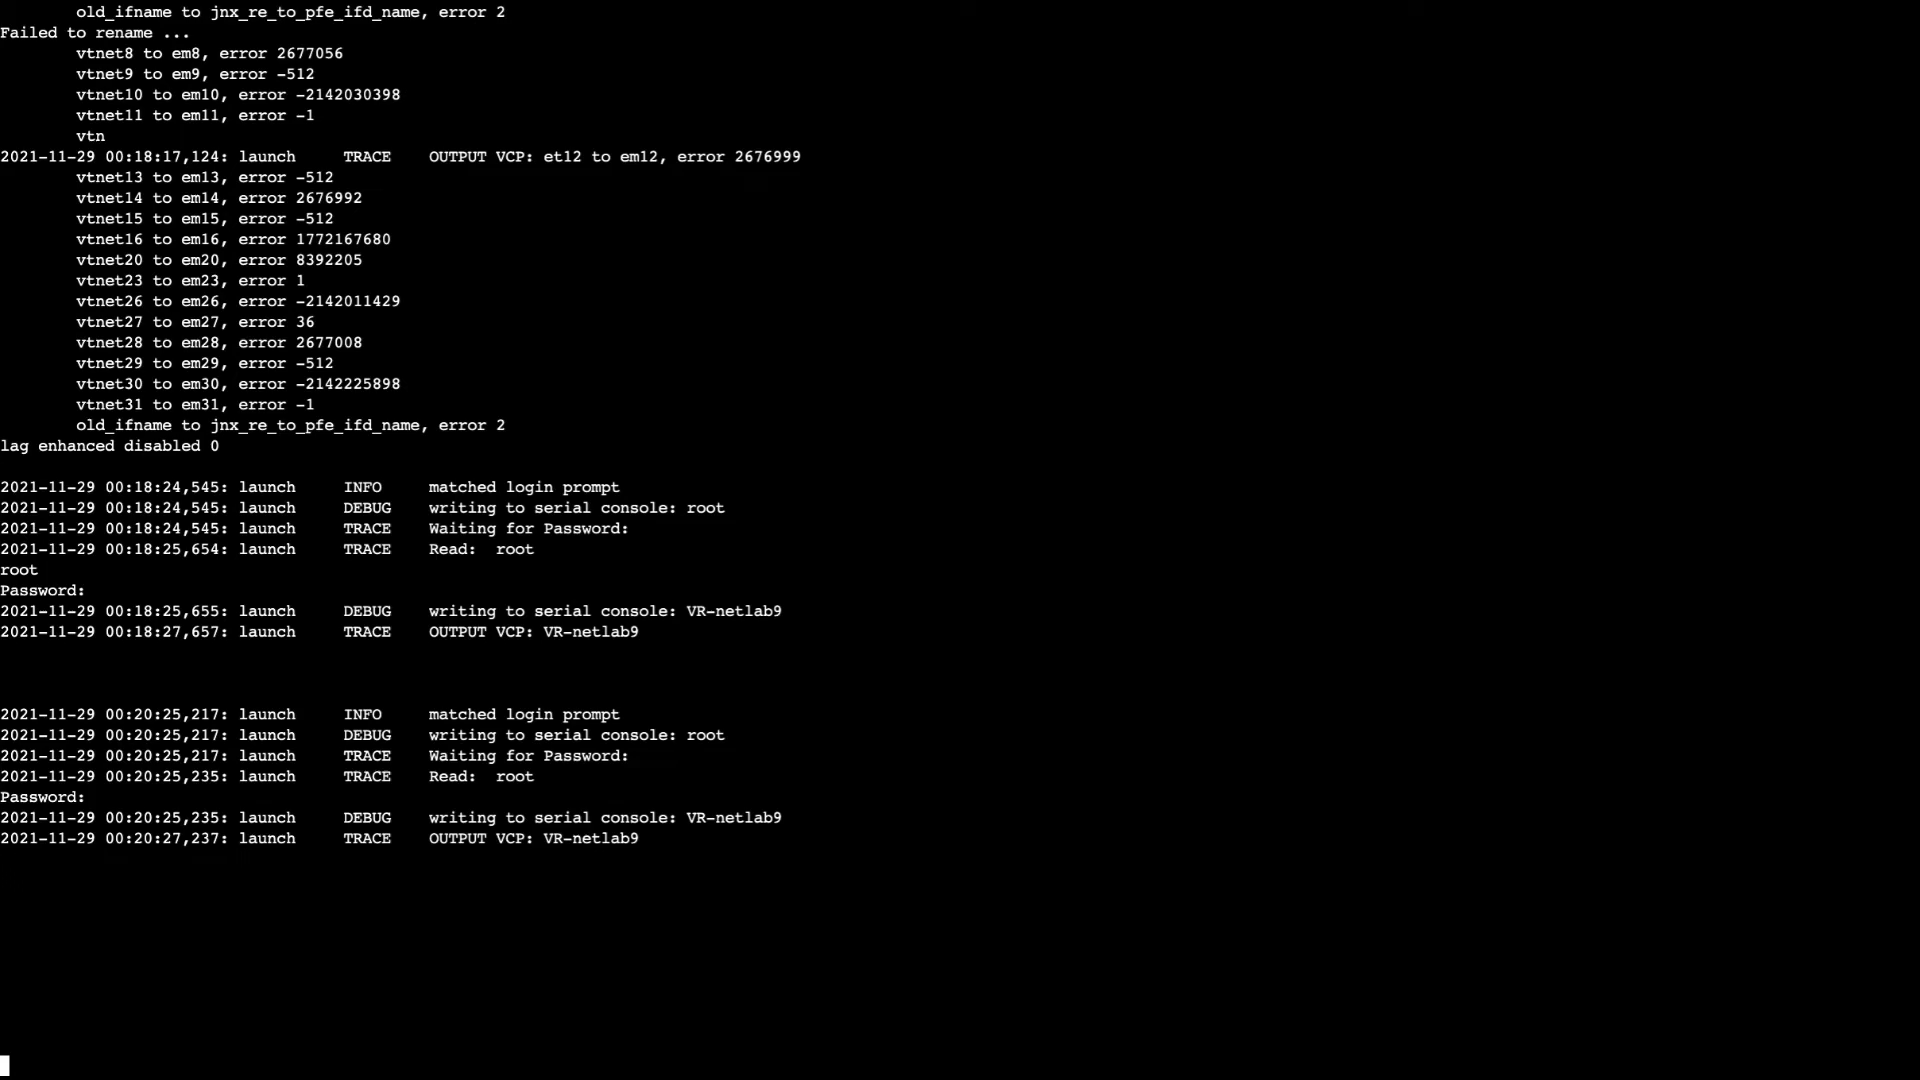 old_ifname to jnx_re_to_pfe_ifd_name, error 2
Failed to rename ...
vtnet8 to em8, error 2677056
vtnet9 to em9, error -512
vtnet10 to em10, error -2142030398
vtnet11 to em11, error -1
vtn
2021-11-29 00:18:17,124: launch TRACE OUTPUT VCP: et12 to em12, error 2676999
vtnet13 to em13, error -512
vtnet14 to em14, error 2676992
vtnet15 to em15, error -512
vtnet16 to em16, error 1772167680
vtnet20 to em20, error 8392205
vtnet23 to em23, error 1
vtnet26 to em26, error -2142011429
vtnet27 to em27, error 36
vtnet28 to em28, error 2677008
vtnet29 to em29, error -512
vtnet30 to em30, error -2142225898
vtnet31 to em31, error -1
old_ifname to jnx_re_to_pfe_ifd_name, error 2
lag enhanced disabled 0
2021-11-29 00:18:24,545: launch INFO matched login prompt
2021-11-29 00:18:24,545: launch DEBUG writing to serial console: root
2021-11-29 00:18:24,545: launch TRACE Waiting for Password:
2021-11-29 00:18:25,654: launch TRACE Read: root
root
Password:
2021-11-29 00:18:25,655: launch DEBUG writing to serial console: VR-netlab9
2021-11-29 00:18:27,657: launch TRACE OUTPUT VCP: VR-netlab9
2021-11-29 00:20:25,217: launch INFO matched login prompt
2021-11-29 00:20:25,217: launch DEBUG writing to serial console: root
2021-11-29 00:20:25,217: launch TRACE Waiting for Password:
2021-11-29 00:20:25,235: launch TRACE Read: root
Password:
2021-11-29 00:20:25,235: launch DEBUG writing to serial console: VR-netlab9
2021-11-29 00:20:27,237: launch TRACE OUTPUT VCP: VR-netlab9